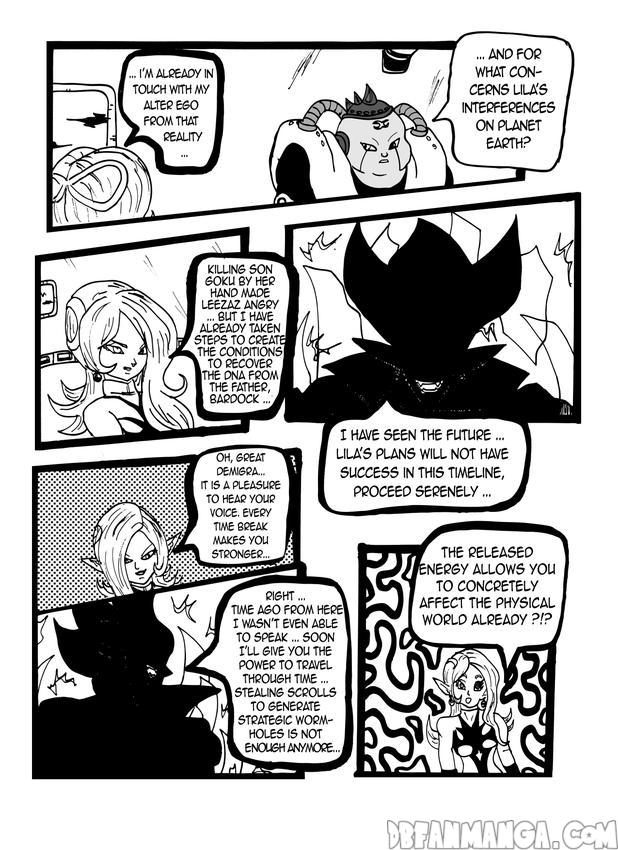 ... I'M ALREADY IN
TOUCH WITH MY
ALTER EGO
FROM THAT
REALITY
...
... AND FOR
WHAT CON-
CERNS LILA'S
INTERFERENCES
ON PLANET
EARTH?
KILLING SON
GOKU BY HER
HAND MADE
LEEZAZ ANGRY
... BUT I HAVE
ALREADY TAKEN
STEPS TO CREATE
THE CONDITIONS
TO RECOVER
THE DNA FROM
THE FATHER,
BARDOCK ...
I HAVE SEEN THE FUTURE ...
LILA'S PLANS WILL NOT HAVE
SUCCESS IN THIS TIMELINE,
PROCEED SERENELY ...
OH, GREAT
DEMIGRA...
IT IS A PLEASURE
TO HEAR YOUR
VOICE. EVERY
TIME BREAK
MAKES YOU
STRONGER...
RIGHT ...
TIME AGO FROM HERE
I WASN'T EVEN ABLE
TO SPEAK ... SOON
I'LL GIVE YOU THE
POWER TO TRAVEL
THROUGH TIME ...
STEALING SCROLLS
TO GENERATE
STRATEGIC WORM-
HOLES IS NOT
ENOUGH ANYMORE...
THE RELEASED
ENERGY ALLOWS YOU
TO CONCRETELY
AFFECT THE PHYSICAL
WORLD ALREADY ?!?
DBFANMANGA.COM